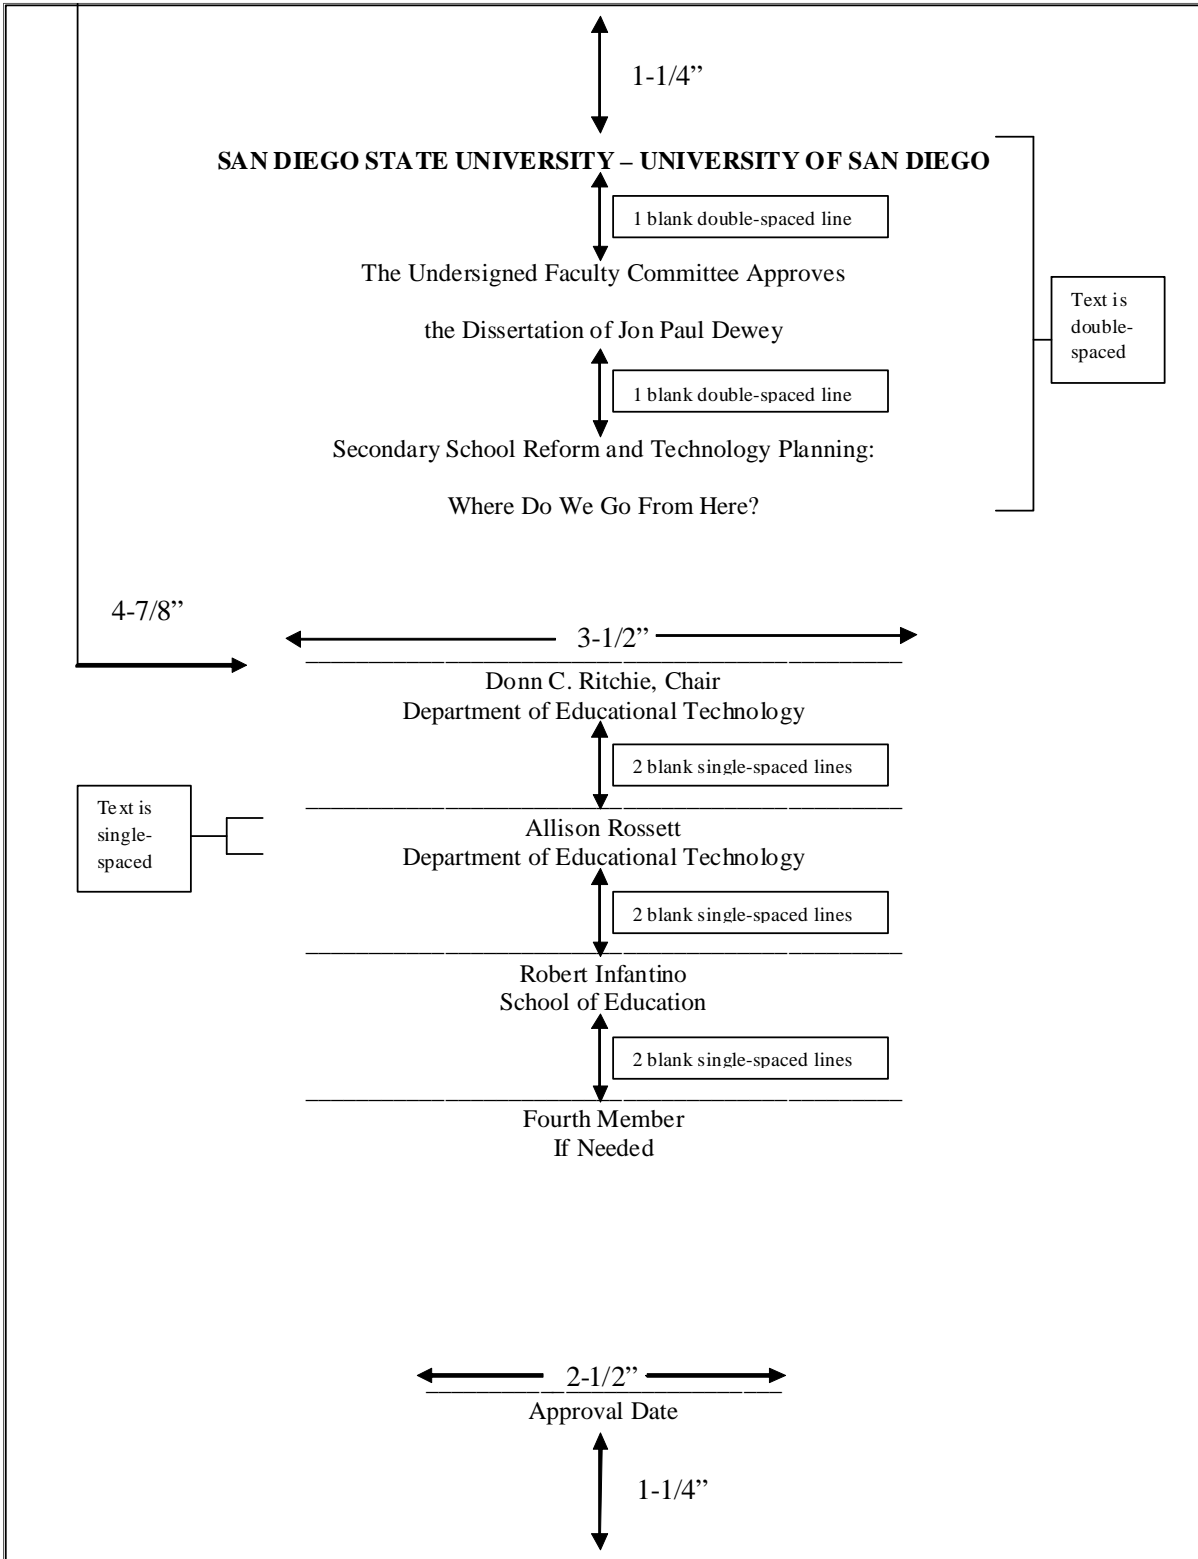 1-1/4”
SAN DIEGO STATE UNIVERSITY – UNIVERSITY OF SAN DIEGO
1 blank double-spaced line
The Undersigned Faculty Committee Approves
Text is
double-
spaced
the Dissertation of Jon Paul Dewey
1 blank double-spaced line
Secondary School Reform and Technology Planning:
Where Do We Go From Here?
4-7/8”
3-1/2”
Donn C. Ritchie, Chair
Department of Educational Technology
2 blank single-spaced lines
Text is
single-
spaced
Allison Rossett
Department of Educational Technology
2 blank single-spaced lines
Robert Infantino
School of Education
2 blank single-spaced lines
Fourth Member
If Needed
2-1/2”
Approval Date
1-1/4”